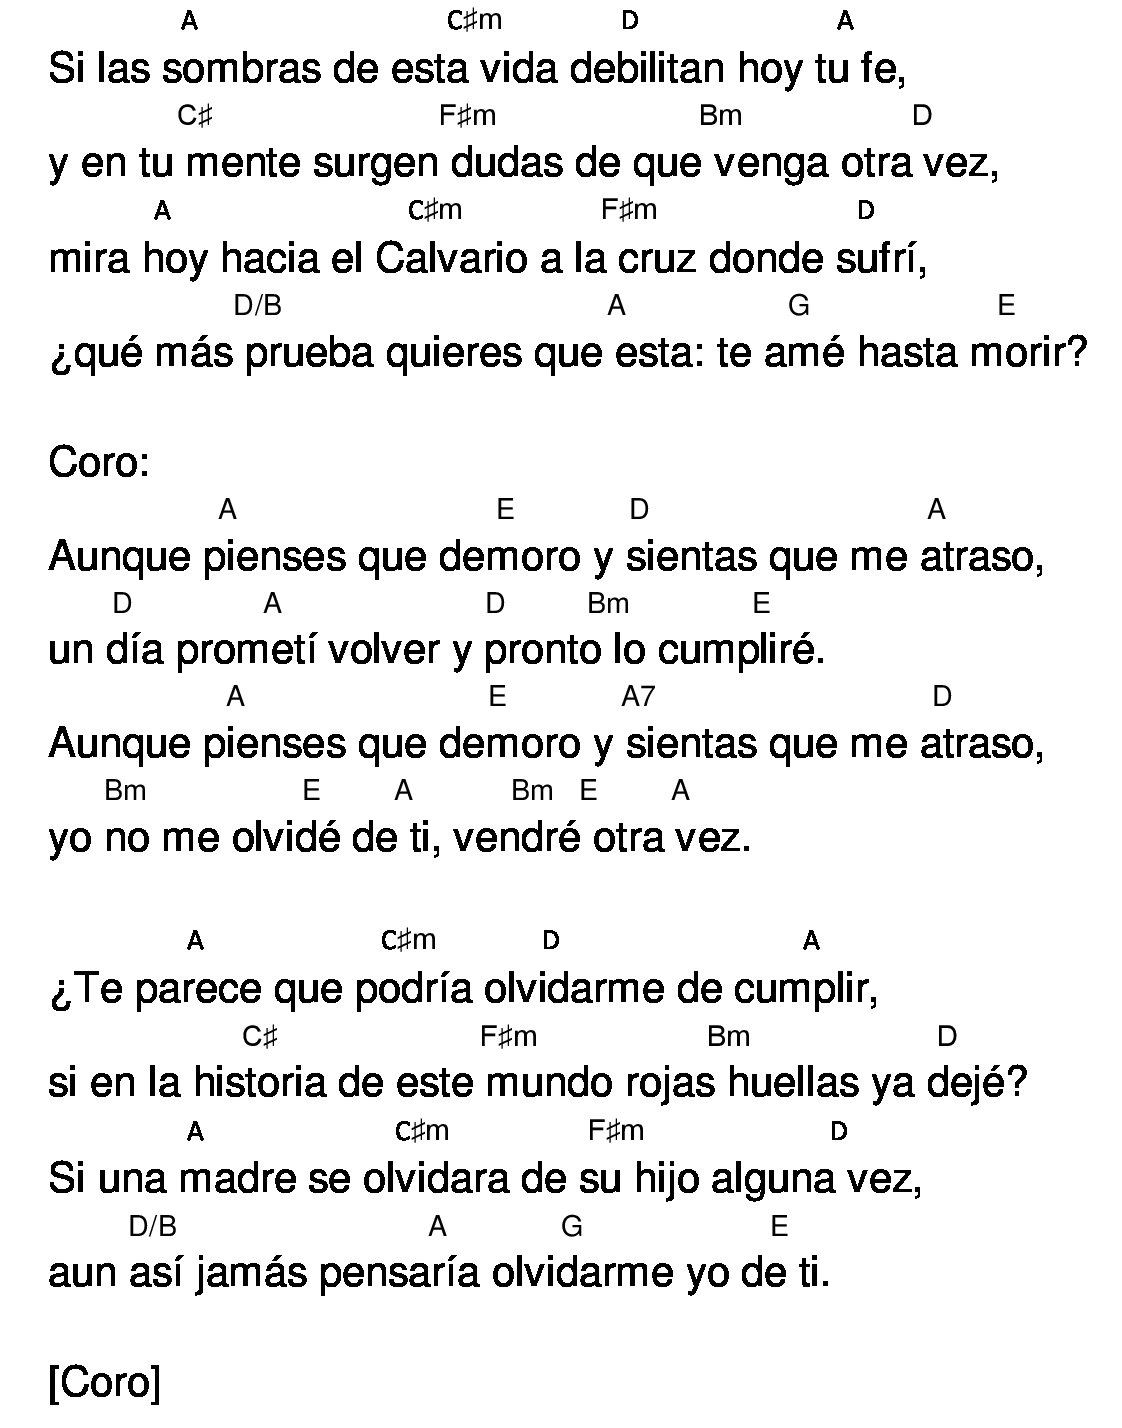 A C♯m D A
Si las sombras de esta vida debilitan hoy tu fe,
C♯ F♯m Bm D
y en tu mente surgen dudas de que venga otra vez,
A C♯m F♯m D
mira hoy hacia el Calvario a la cruz donde sufrí,
D/B A G E
¿qué más prueba quieres que esta: te amé hasta morir?
Coro:
A E D A
Aunque pienses que demoro y sientas que me atraso,
D A D Bm E
un día prometí volver y pronto lo cumpliré.
A E A7 D
Aunque pienses que demoro y sientas que me atraso,
Bm E A Bm E A
yo no me olvidé de ti, vendré otra vez.
A C♯m D A
¿Te parece que podría olvidarme de cumplir,
C♯ F♯m Bm D
si en la historia de este mundo rojas huellas ya dejé?
A C♯m F♯m D
Si una madre se olvidara de su hijo alguna vez,
D/B A G E
aun así jamás pensaría olvidarme yo de ti.
[Coro]